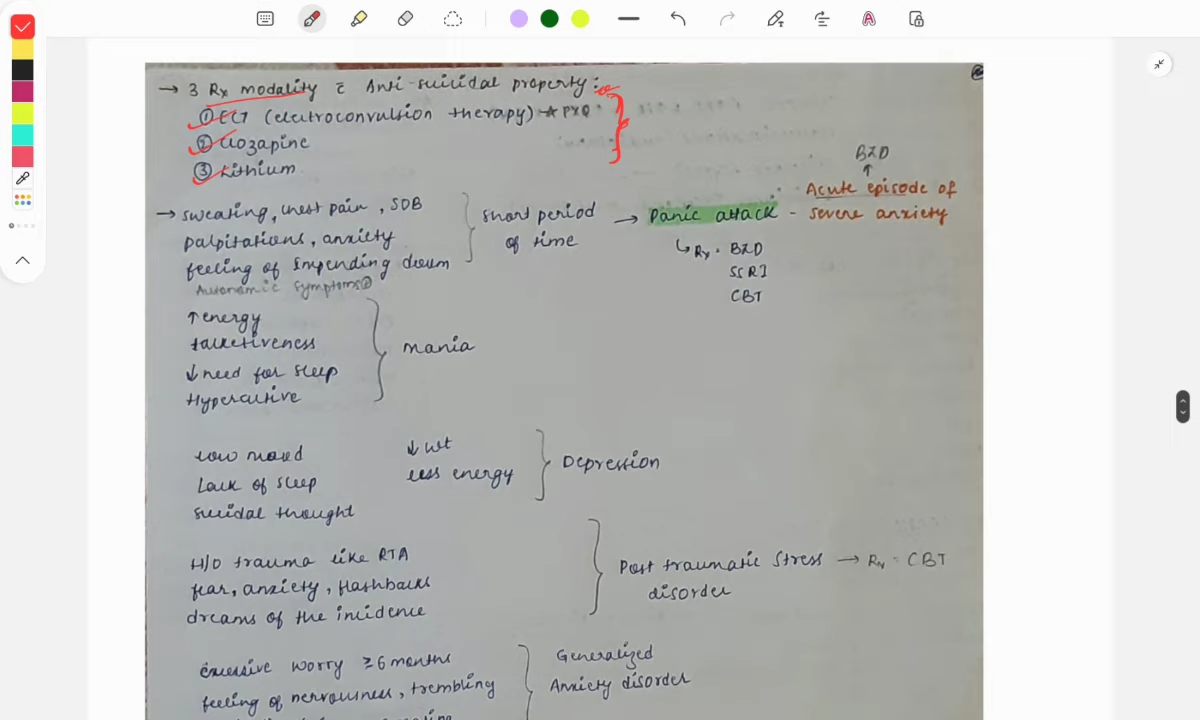 → 3 Rx modality c̄ Anti-suicidal property:
① ECT (electroconvulsion therapy) * PYQ
② Clozapine
③ Lithium
BZD
↑
→ sweating, chest pain, SOB
palpitations, anxiety
feeling of Impending doum
Autonomic symptoms
short period of time → Panic attack - Acute episode of severe anxiety
↳ Rx - BZD
SSRI
CBT
↑ energy
talketiveness
↓ need for sleep
Hyperactive
mania
low mood
Lack of sleep
suicidal thought
↓ wt
less energy
Depression
H/O trauma like RTA
fear, anxiety, flashbacks
dreams of the incidence
Post traumatic stress disorder → Rx - CBT
excessive worry ≥ 6 months
feeling of nervousness, trembling
Generalized
Anxiety disorder
A